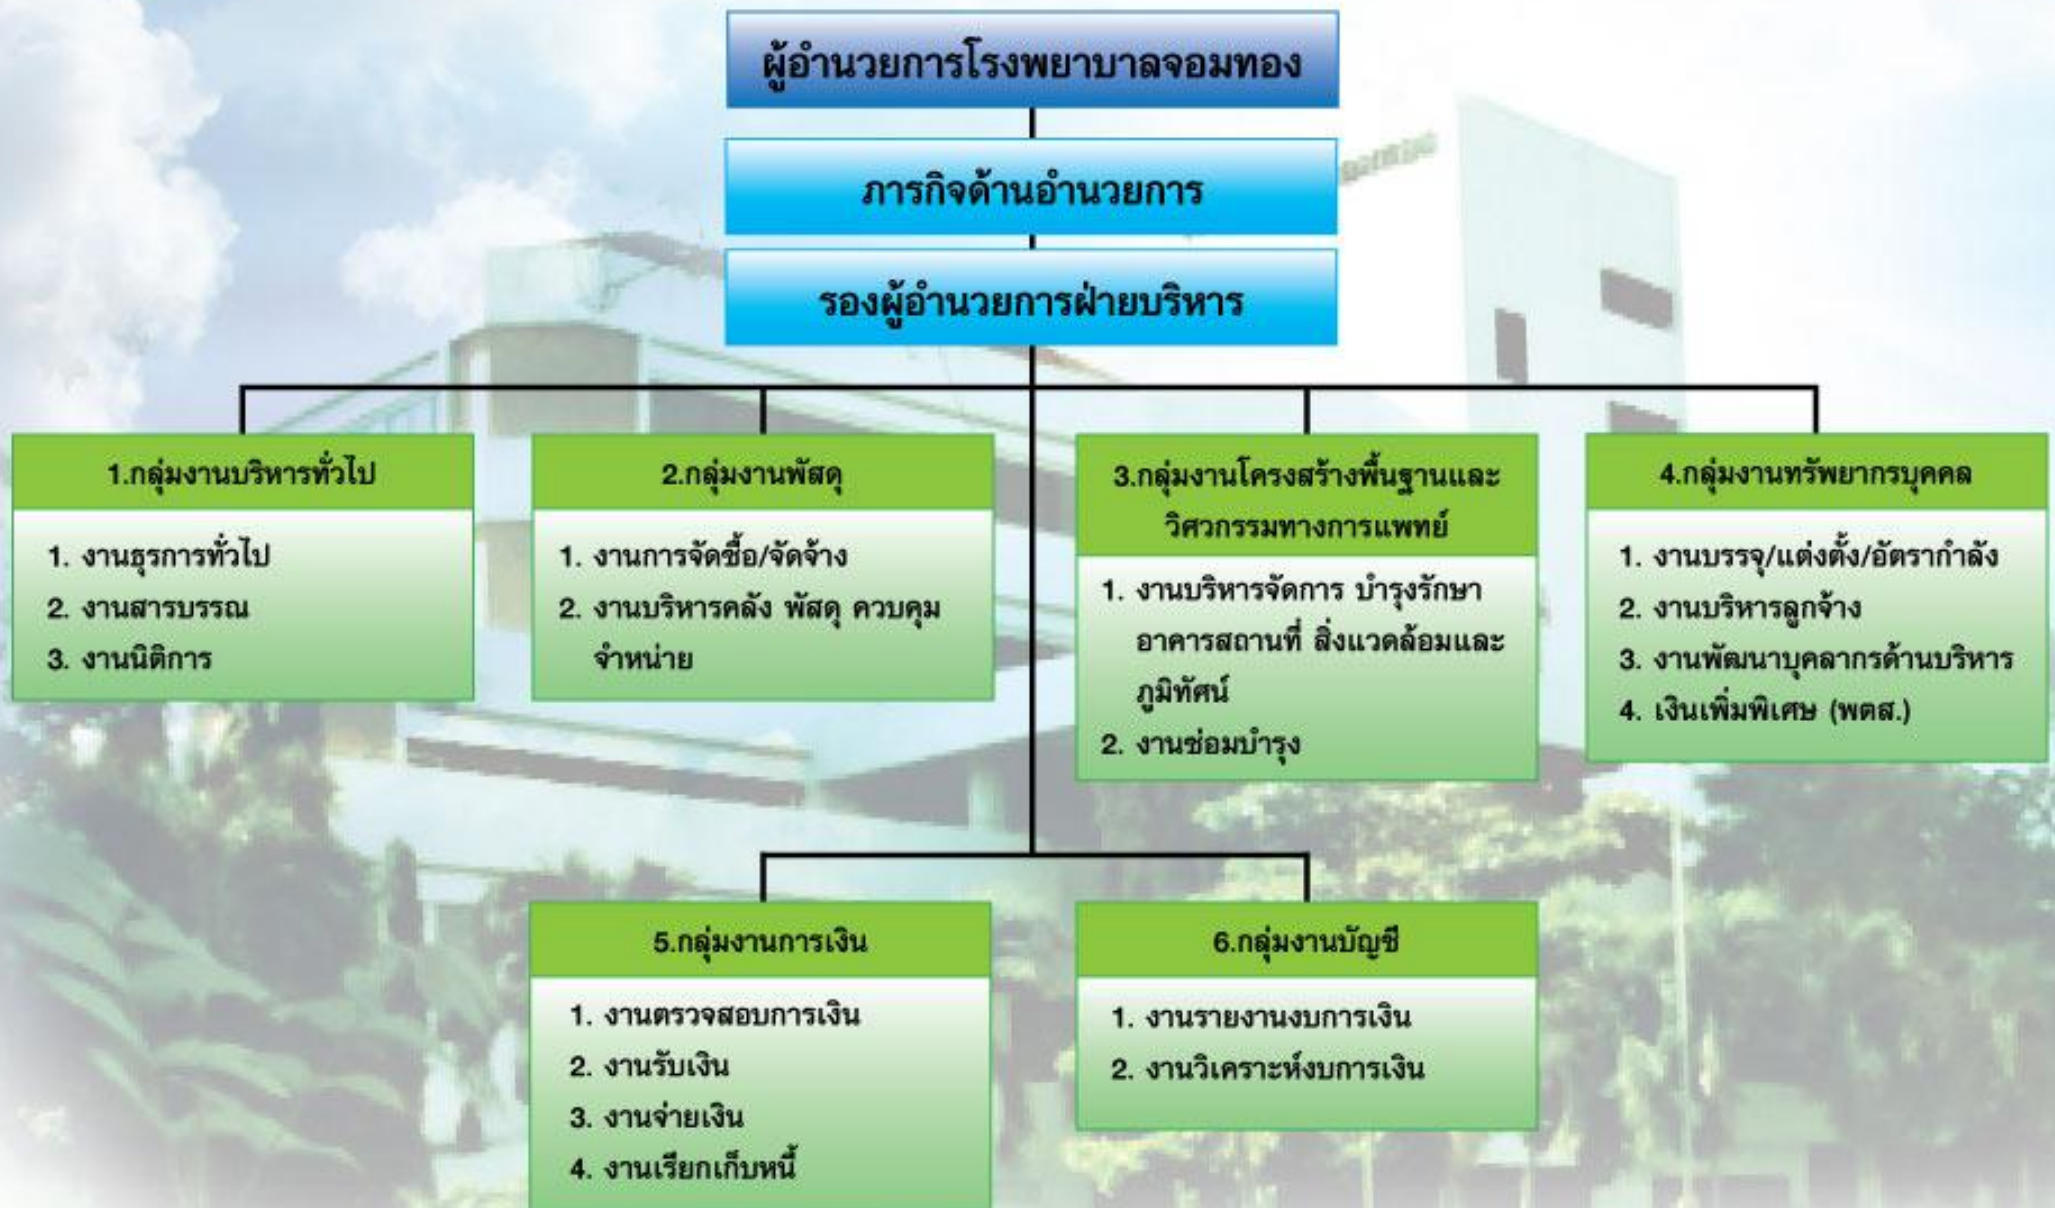 ผู้อำนวยการโรงพยาบาลจอมทอง
ภารกิจด้านอำนวยการ
รองผู้อำนวยการฝ่ายบริหาร
1.กลุ่มงานบริหารทั่วไป
1. งานธุรการทั่วไป
2. งานสารบรรณ
3. งานนิติการ
2.กลุ่มงานพัสดุ
1. งานการจัดซื้อ/จัดจ้าง
2. งานบริหารคลัง พัสดุ ควบคุม
จำหน่าย
3.กลุ่มงานโครงสร้างพื้นฐานและ
วิศวกรรมทางการแพทย์
1. งานบริหารจัดการ บำรุงรักษา
อาคารสถานที่ สิ่งแวดล้อมและ
ภูมิทัศน์
2. งานซ่อมบำรุง
4.กลุ่มงานทรัพยากรบุคคล
1. งานบรรจุ/แต่งตั้ง/อัตรากำลัง
2. งานบริหารลูกจ้าง
3. งานพัฒนาบุคลากรด้านบริหาร
4. เงินเพิ่มพิเศษ (พตส.)
5.กลุ่มงานการเงิน
1. งานตรวจสอบการเงิน
2. งานรับเงิน
3. งานจ่ายเงิน
4. งานเรียกเก็บหนี้
6.กลุ่มงานบัญชี
1. งานรายงานงบการเงิน
2. งานวิเคราะห์งบการเงิน